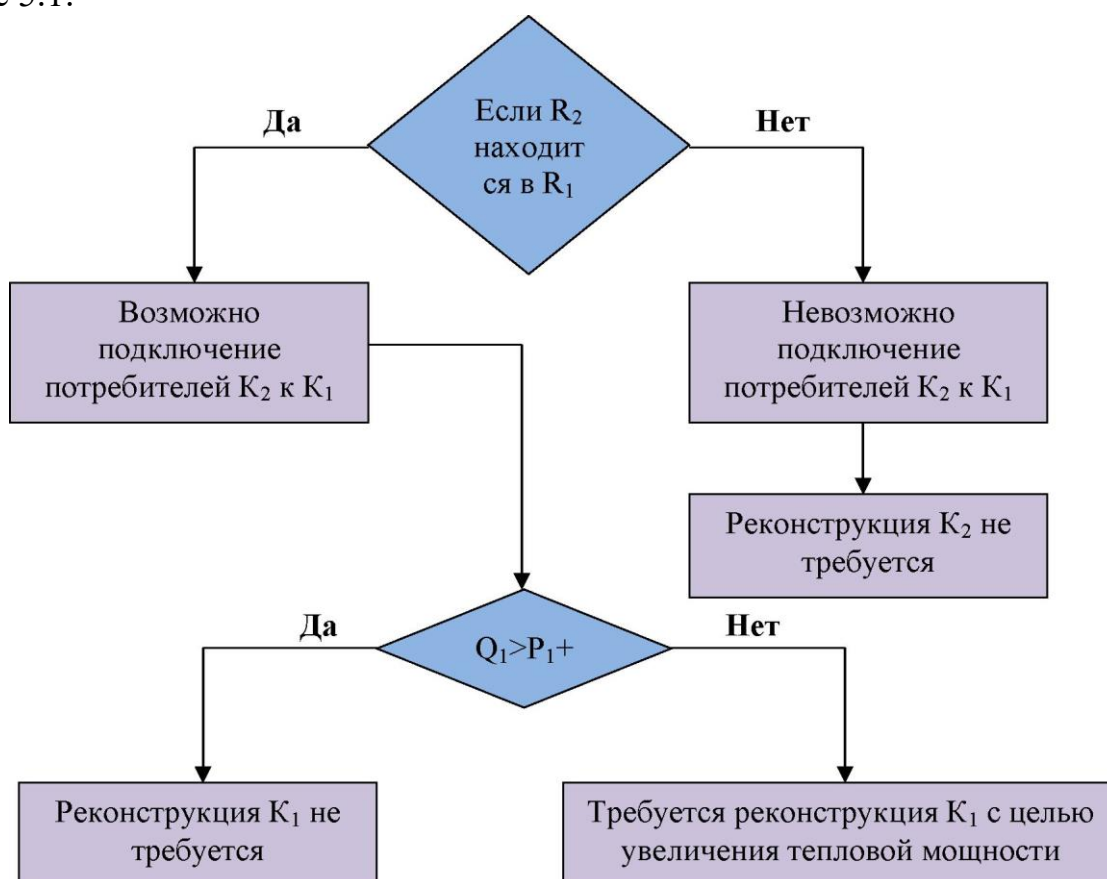 Если R₂
находит
ся в R₁
Да
Нет
Возможно
подключение
потребителей К₂ к К₁
Невозможно
подключение
потребителей К₂ к К₁
Реконструкция К₂ не
требуется
Q₁>P₁+
Да
Нет
Реконструкция К₁ не
требуется
Требуется реконструкция К₁ с целью
увеличения тепловой мощности